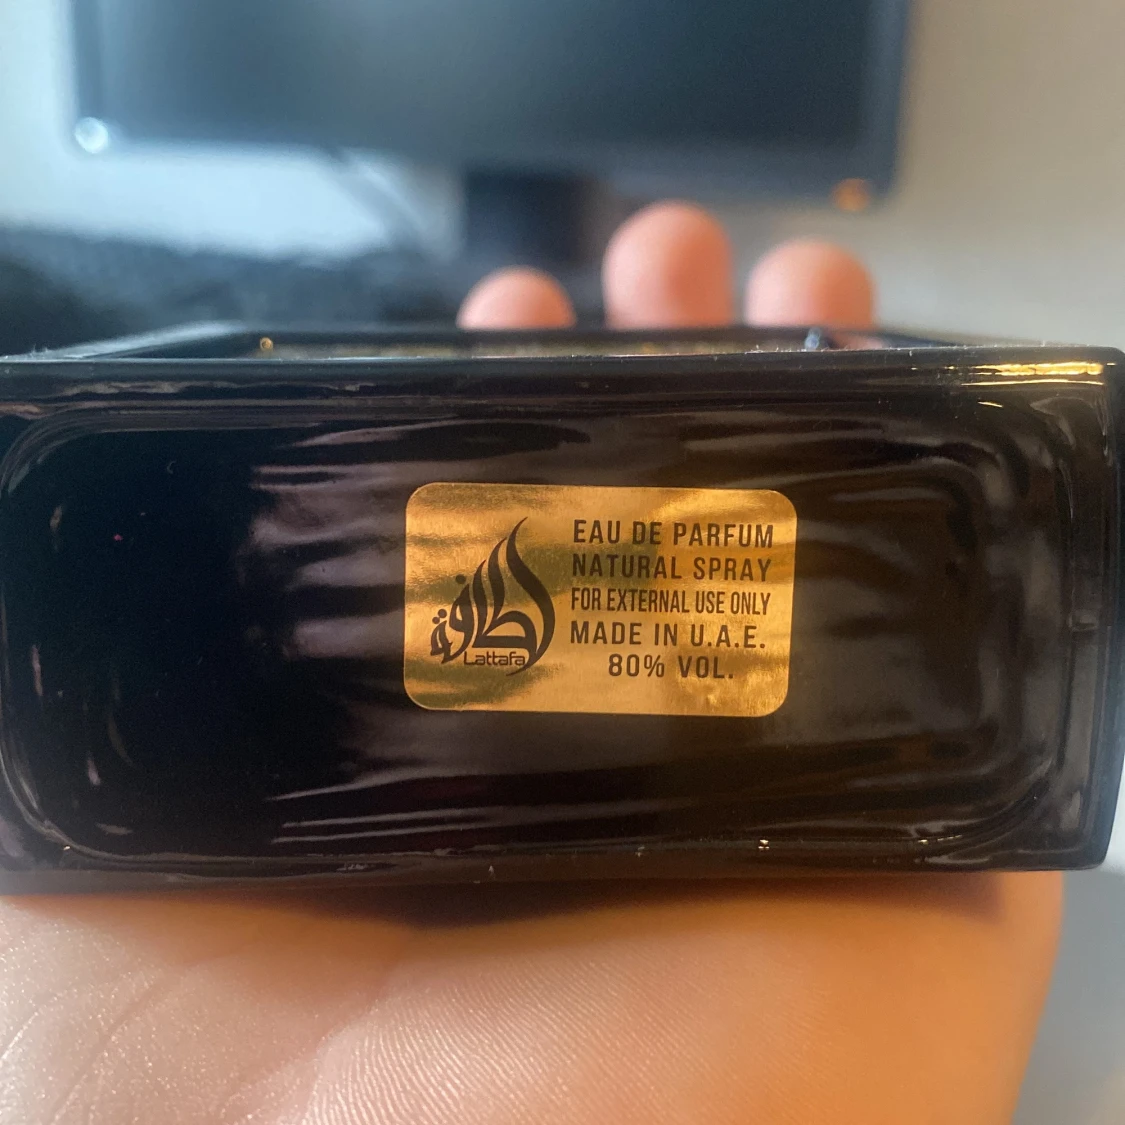 لطافة
Lattafa
EAU DE PARFUM
NATURAL SPRAY
FOR EXTERNAL USE ONLY
MADE IN U.A.E.
80% VOL.